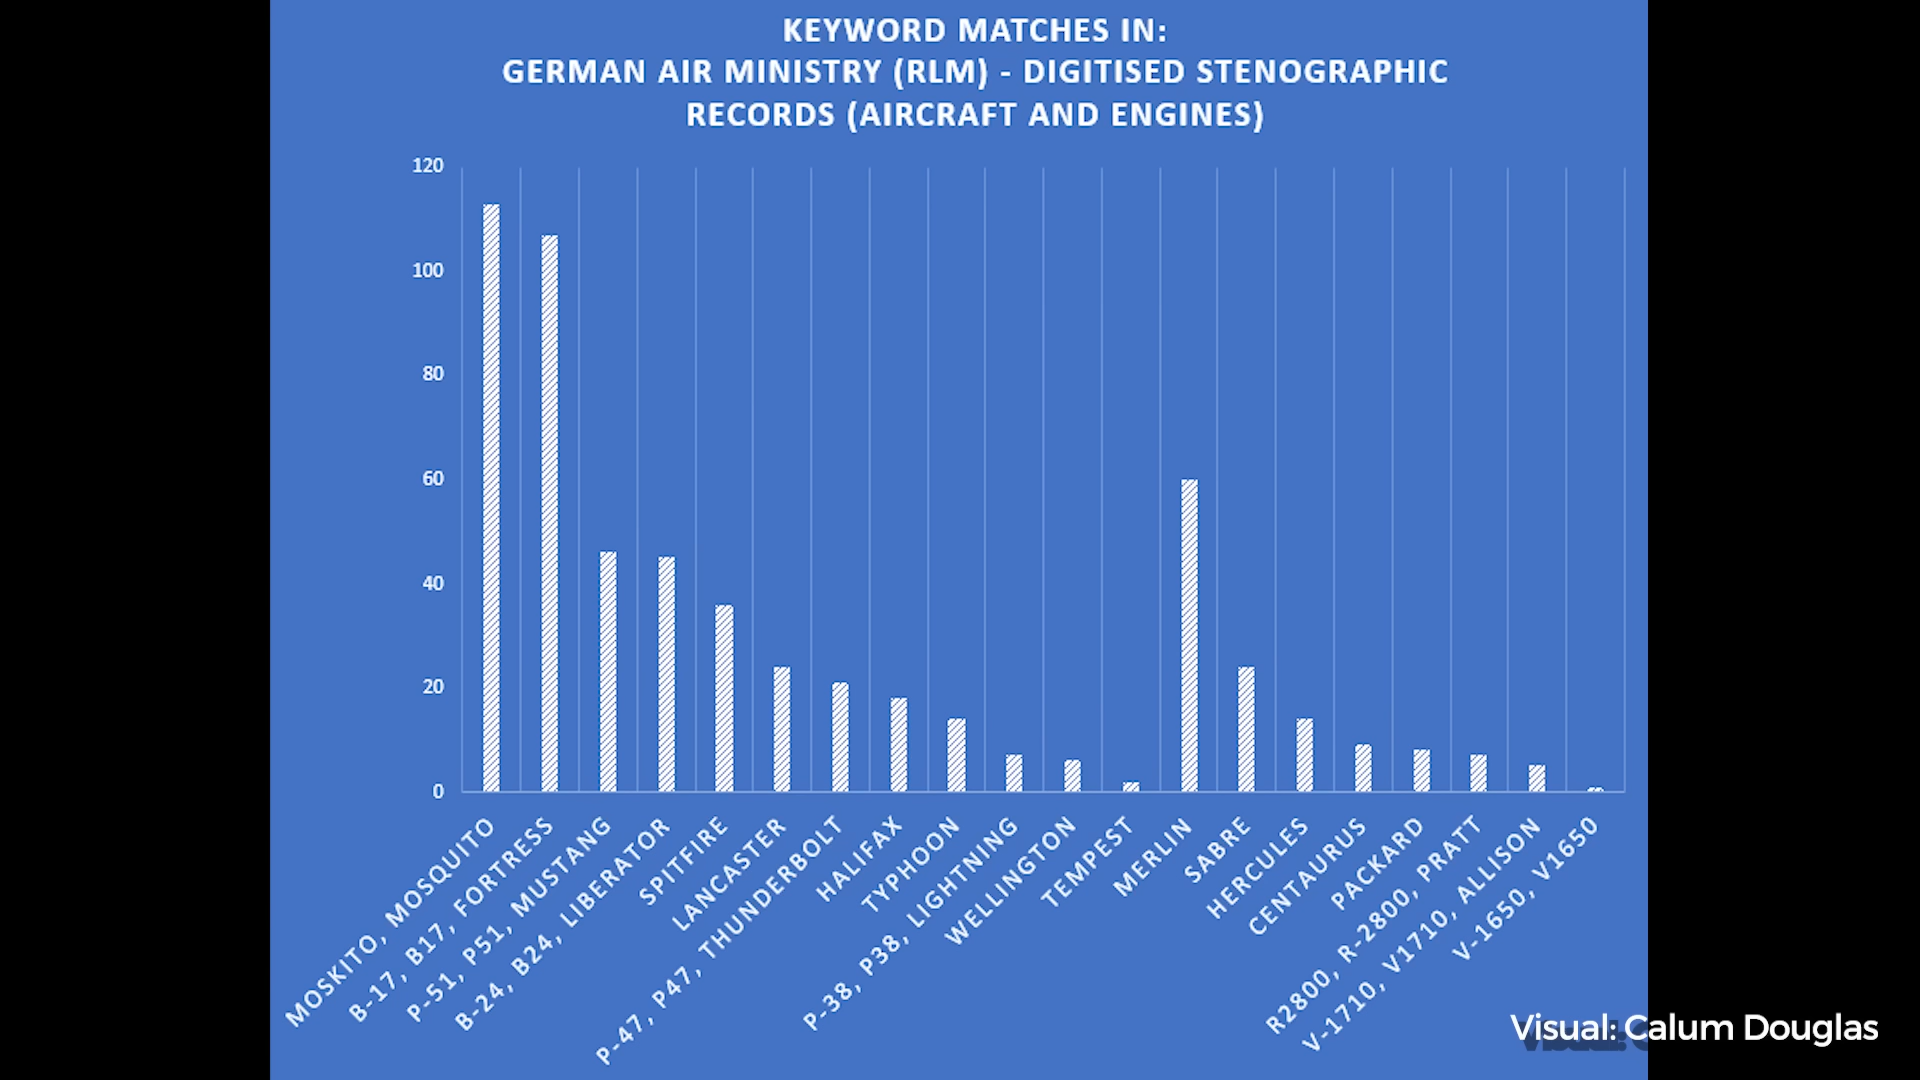 KEYWORD MATCHES IN:
GERMAN AIR MINISTRY (RLM) - DIGITISED STENOGRAPHIC
RECORDS (AIRCRAFT AND ENGINES)
120
100
80
60
40
20
0
MOSKITO, MOSQUITO
B-17, B17, FORTRESS
P-51, P51, MUSTANG
B-24, B24, LIBERATOR
SPITFIRE
LANCASTER
P-47, P47, THUNDERBOLT
HALIFAX
TYPHOON
P-38, P38, LIGHTNING
WELLINGTON
TEMPEST
MERLIN
SABRE
HERCULES
CENTAURUS
PACKARD
R2800, R-2800, PRATT
V-1710, V1710, ALLISON
V-1650, V1650
Visual: Calum Douglas